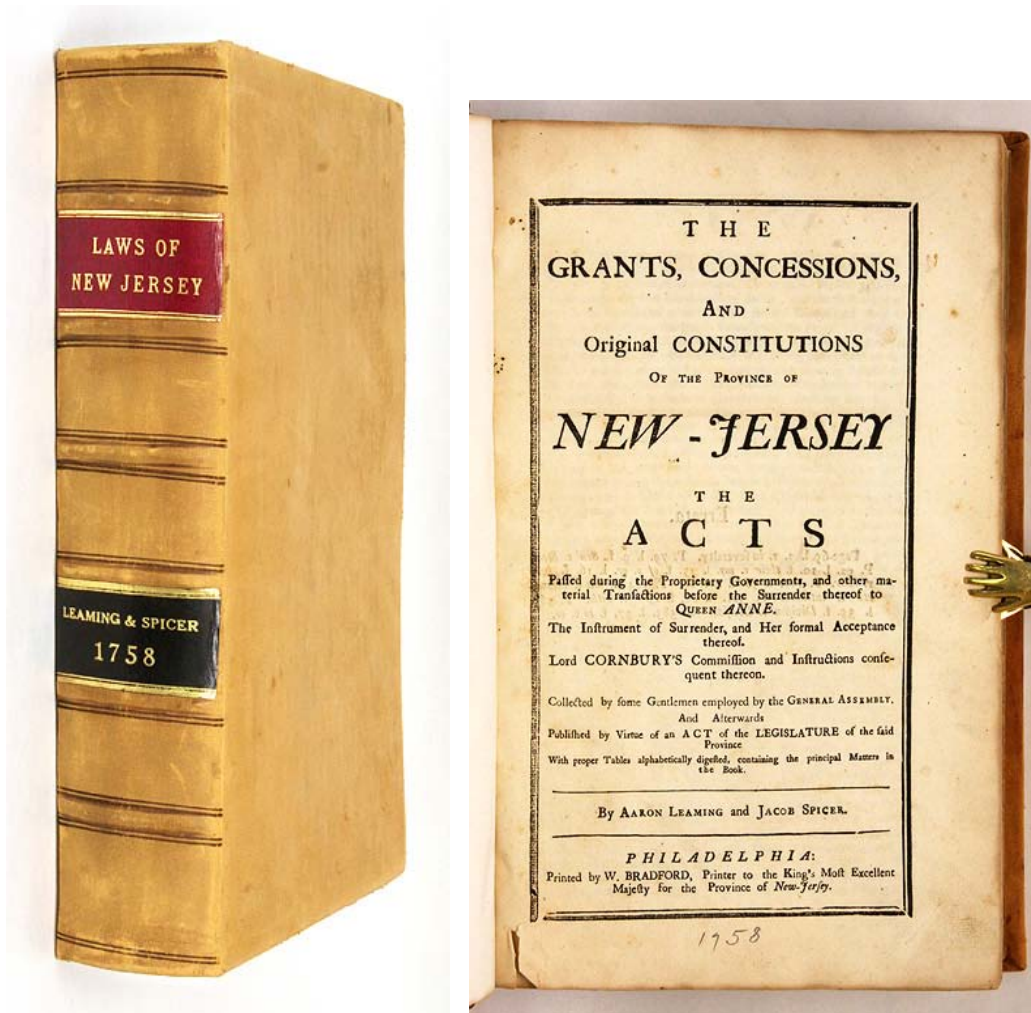 LAWS OF
NEW JERSEY
LEAMING & SPICER
1758
THE
GRANTS, CONCESSIONS,
AND
Original CONSTITUTIONS
OF THE PROVINCE OF
NEW-JERSEY
THE
ACTS
Paſſed during the Proprietary Governments, and other ma-
terial Tranſactions before the Surrender thereof to
QUEEN ANNE.
The Inſtrument of Surrender, and Her formal Acceptance
thereof.
Lord CORNBURY'S Commiſſion and Inſtructions conſe-
quent thereon.
Collected by ſome Gentlemen employed by the GENERAL ASSEMBLY.
And Afterwards
Publiſhed by Virtue of an ACT of the LEGISLATURE of the ſaid
Province
With proper Tables alphabetically digeſted, containing the principal Matters in
the Book.
By AARON LEAMING and JACOB SPICER.
PHILADELPHIA:
Printed by W. BRADFORD, Printer to the King's Moſt Excellent
Majeſty for the Province of New-Jerſey.
1758